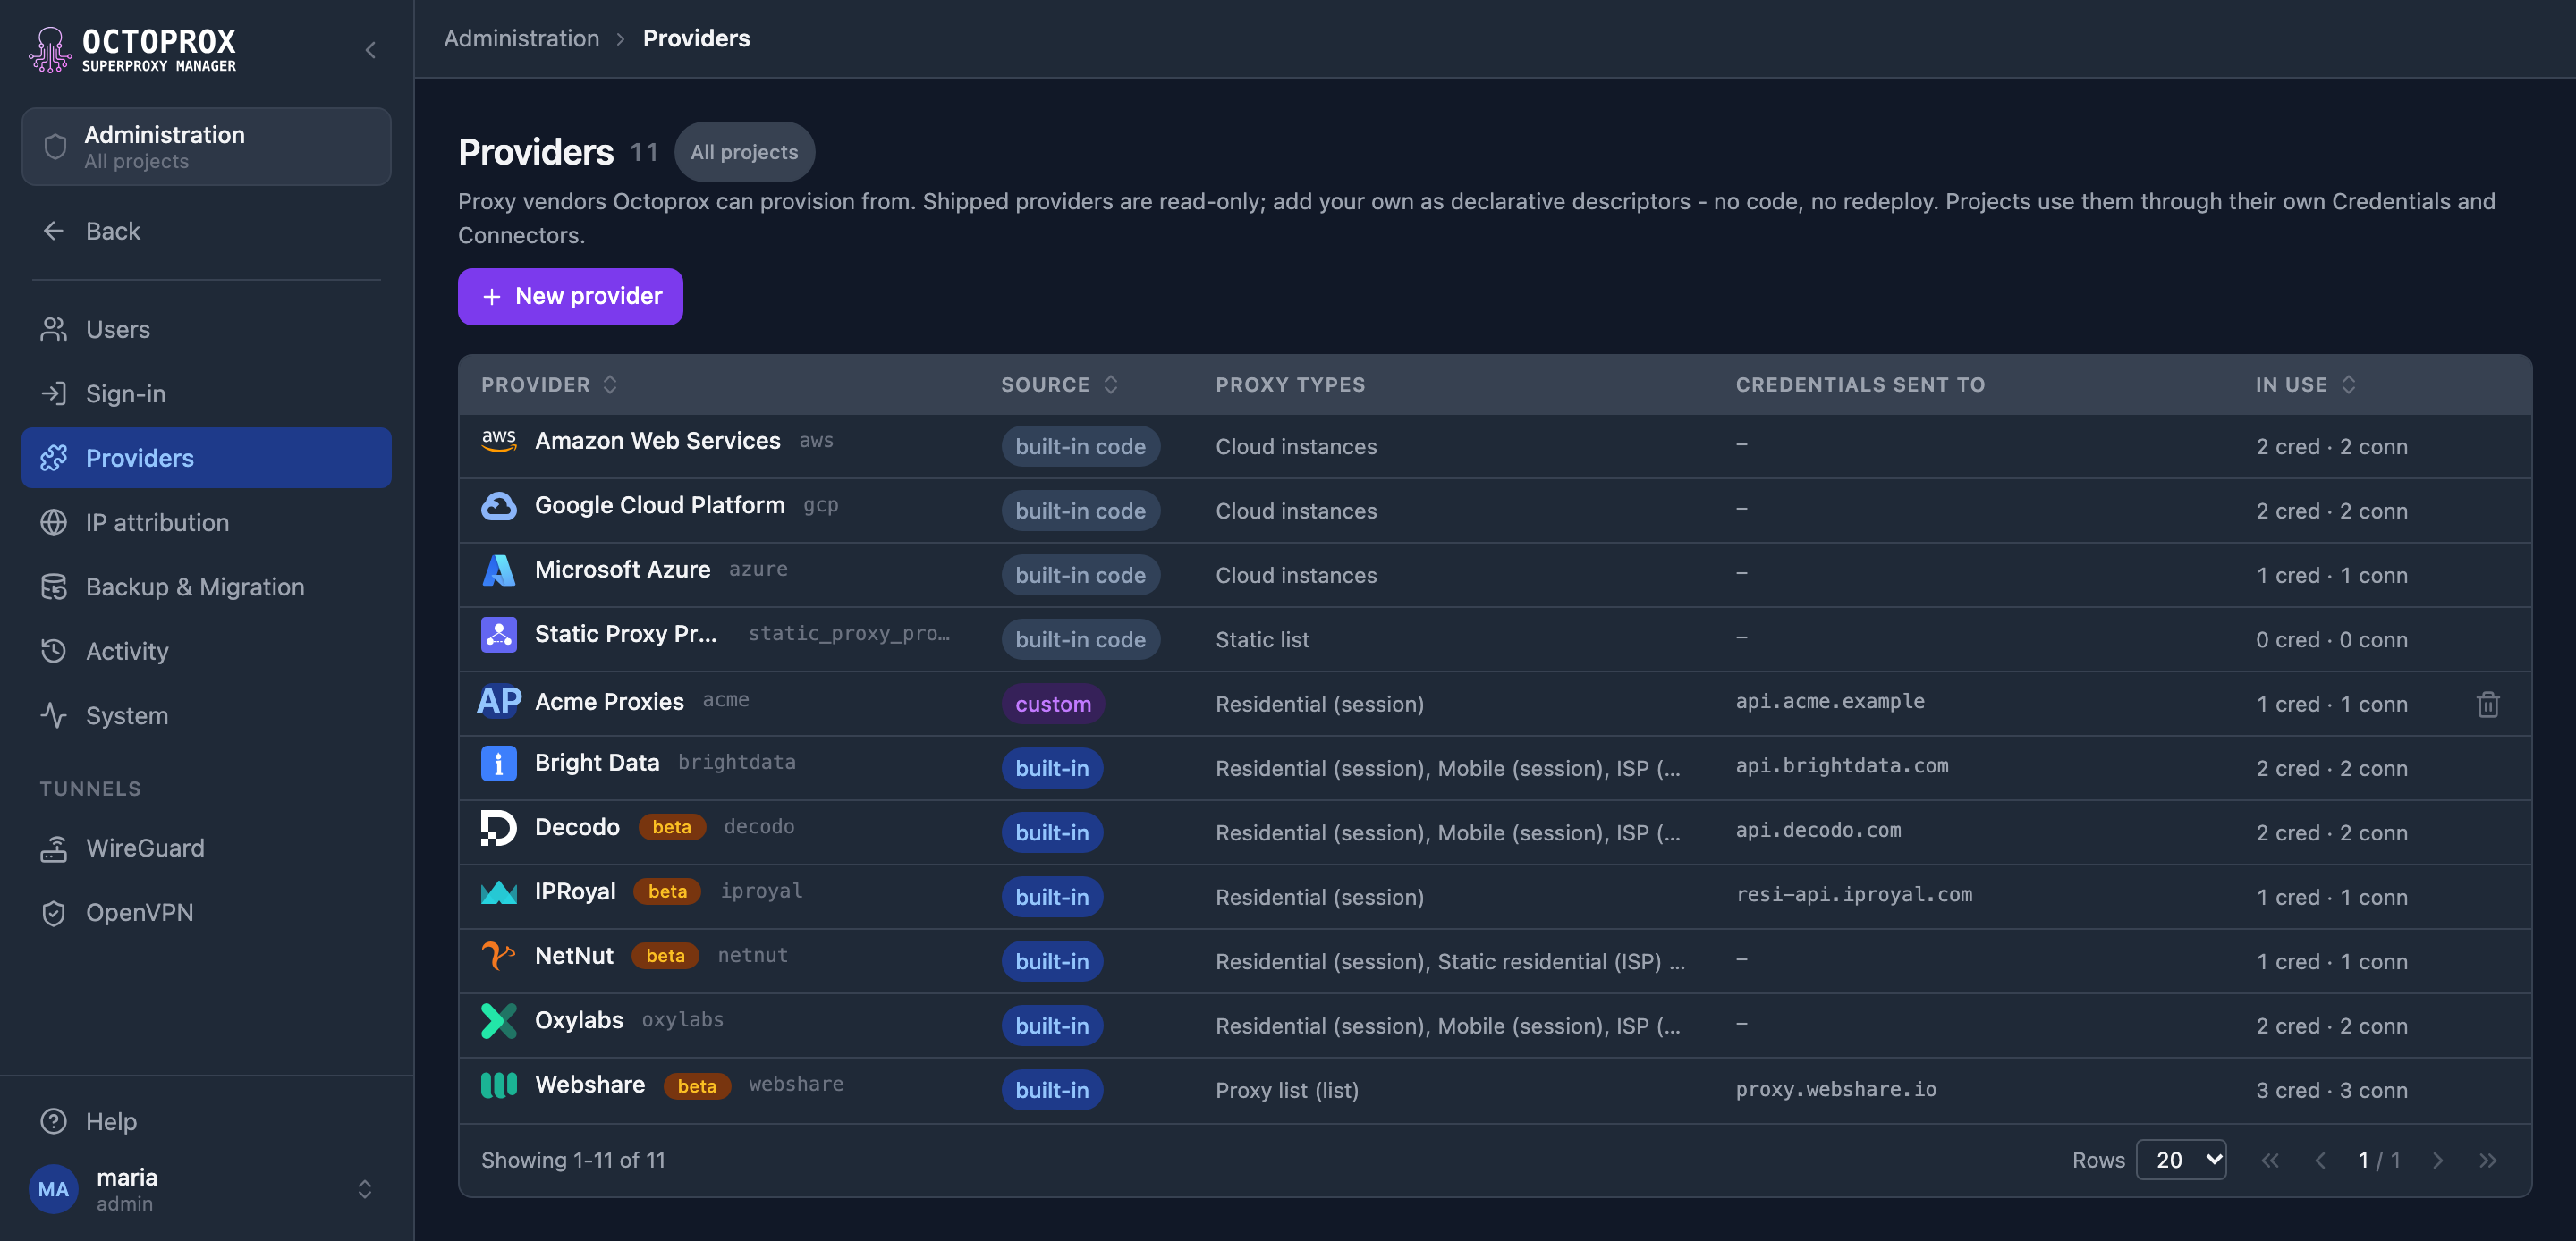 OCTOPROX
SUPERPROXY MANAGER
Administration
All projects
Back
Users
Sign-in
Providers
IP attribution
Backup & Migration
Activity
System
TUNNELS
WireGuard
OpenVPN
Help
MA
maria
admin
Administration > Providers
Providers 11 All projects
Proxy vendors Octoprox can provision from. Shipped providers are read-only; add your own as declarative descriptors - no code, no redeploy. Projects use them through their own Credentials and
Connectors.
+ New provider
PROVIDER SOURCE PROXY TYPES CREDENTIALS SENT TO IN USE
aws Amazon Web Services aws built-in code Cloud instances – 2 cred · 2 conn
Google Cloud Platform gcp built-in code Cloud instances – 2 cred · 2 conn
Microsoft Azure azure built-in code Cloud instances – 1 cred · 1 conn
Static Proxy Pr... static_proxy_pro… built-in code Static list – 0 cred · 0 conn
AP Acme Proxies acme custom Residential (session) api.acme.example 1 cred · 1 conn
Bright Data brightdata built-in Residential (session), Mobile (session), ISP (... api.brightdata.com 2 cred · 2 conn
Decodo beta decodo built-in Residential (session), Mobile (session), ISP (... api.decodo.com 2 cred · 2 conn
IPRoyal beta iproyal built-in Residential (session) resi-api.iproyal.com 1 cred · 1 conn
NetNut beta netnut built-in Residential (session), Static residential (ISP) ... – 1 cred · 1 conn
Oxylabs oxylabs built-in Residential (session), Mobile (session), ISP (... – 2 cred · 2 conn
Webshare beta webshare built-in Proxy list (list) proxy.webshare.io 3 cred · 3 conn
Showing 1-11 of 11
Rows 20 « ‹ 1 / 1 › »